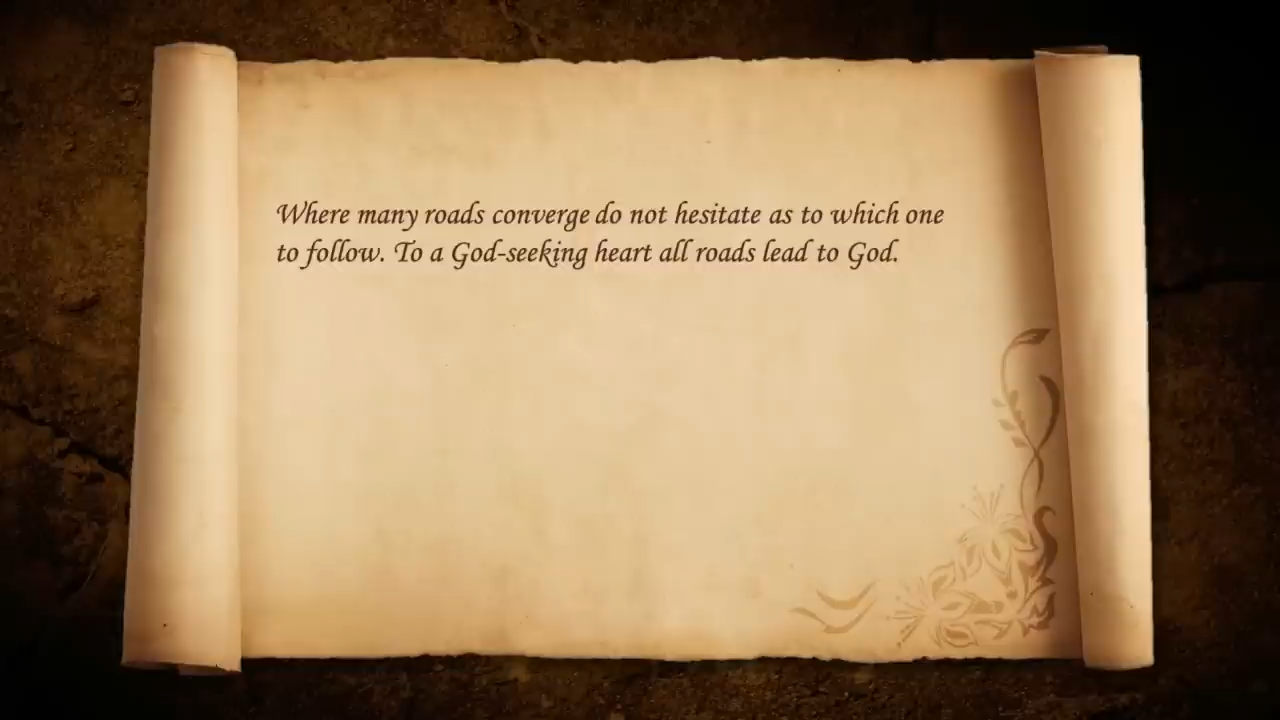 Where many roads converge do not hesitate as to which one
to follow. To a God-seeking heart all roads lead to God.